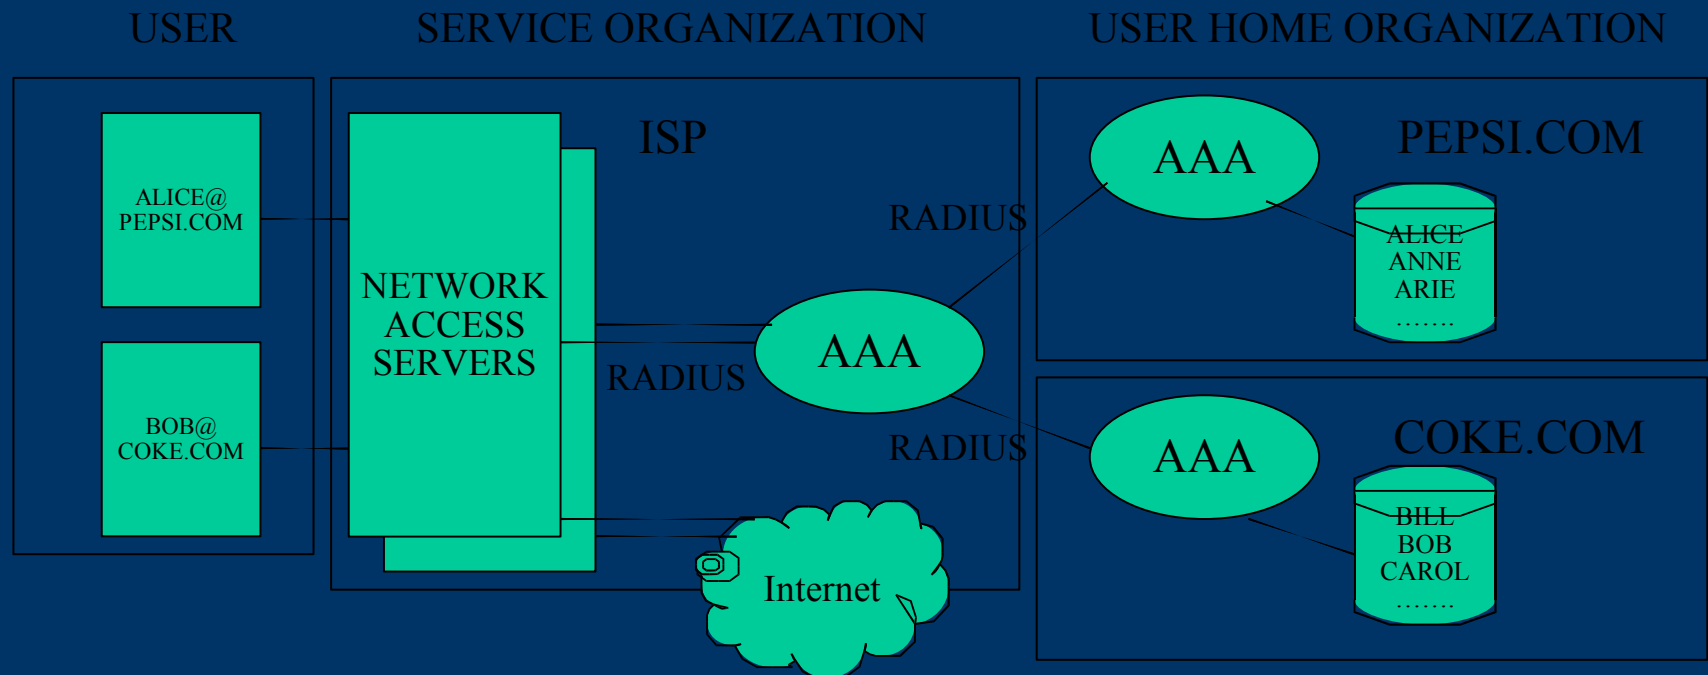 USER
SERVICE ORGANIZATION
USER HOME ORGANIZATION
ALICE@
PEPSI.COM
BOB@
COKE.COM
NETWORK
ACCESS
SERVERS
ISP
RADIUS
AAA
RADIUS
RADIUS
Internet
AAA
PEPSI.COM
ALICE
ANNE
ARIE
.......
AAA
COKE.COM
BILL
BOB
CAROL
.......